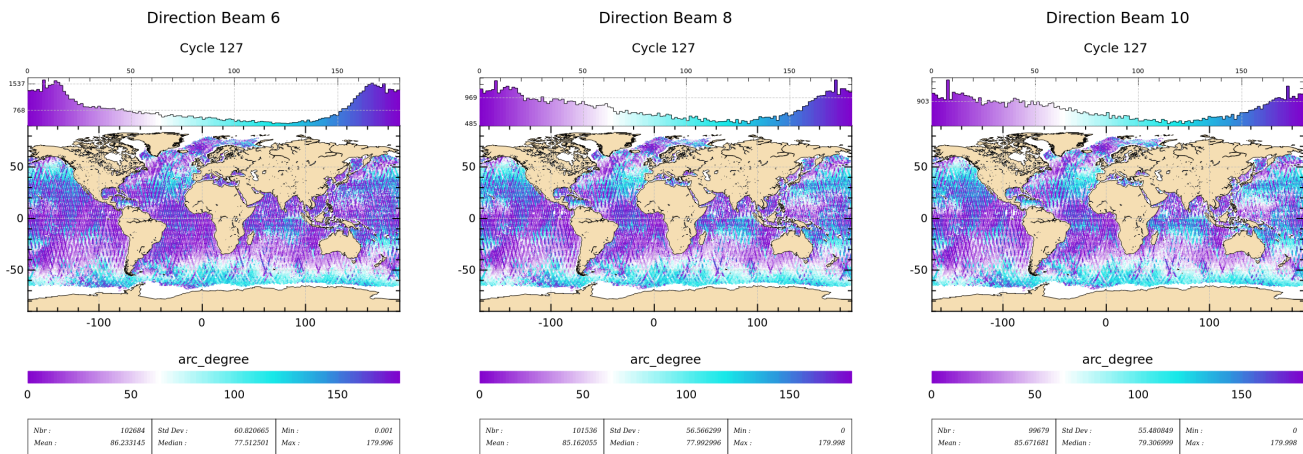 Direction Beam 6
Cycle 127
0 50 100 150
1537
768
50
0
-50
-100 0 100
arc_degree
0 50 100 150
Nbr : 102684 Std Dev : 60.820665 Min : 0.001
Mean : 86.233145 Median : 77.512501 Max : 179.996
Direction Beam 8
Cycle 127
0 50 100 150
969
485
50
0
-50
-100 0 100
arc_degree
0 50 100 150
Nbr : 101536 Std Dev : 56.566299 Min : 0
Mean : 85.162055 Median : 77.992996 Max : 179.998
Direction Beam 10
Cycle 127
0 50 100 150
903
50
0
-50
-100 0 100
arc_degree
0 50 100 150
Nbr : 99679 Std Dev : 55.480849 Min : 0
Mean : 85.671681 Median : 79.306999 Max : 179.998